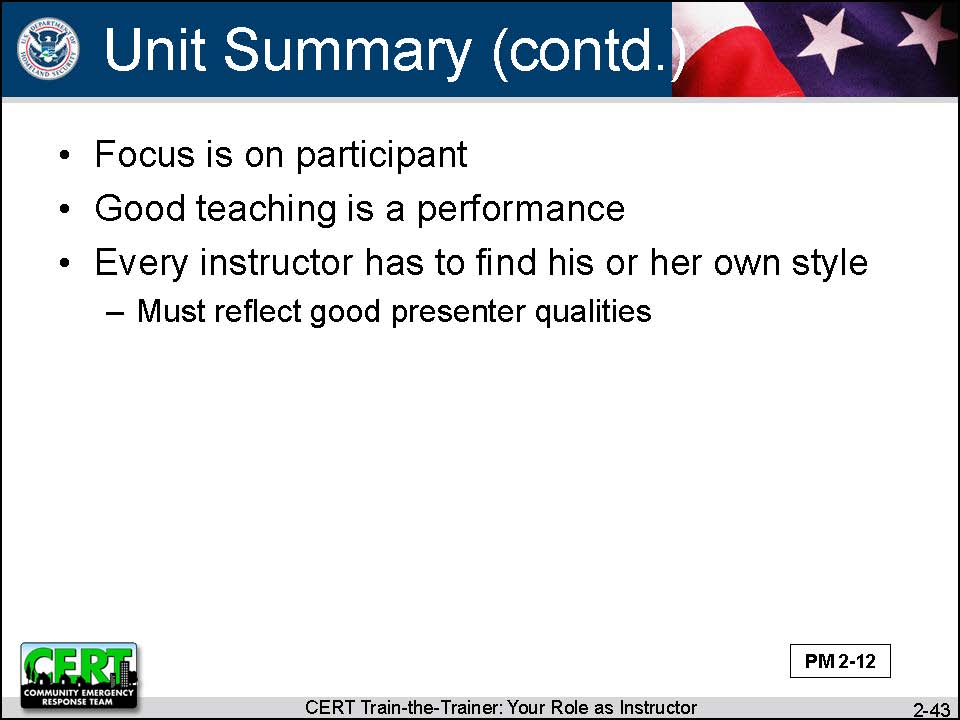 U.S. DEPARTMENT OF HOMELAND SECURITY
Unit Summary (contd.)
• Focus is on participant
• Good teaching is a performance
• Every instructor has to find his or her own style
– Must reflect good presenter qualities
CERT
COMMUNITY EMERGENCY
RESPONSE TEAM
PM 2-12
CERT Train-the-Trainer: Your Role as Instructor
2-43